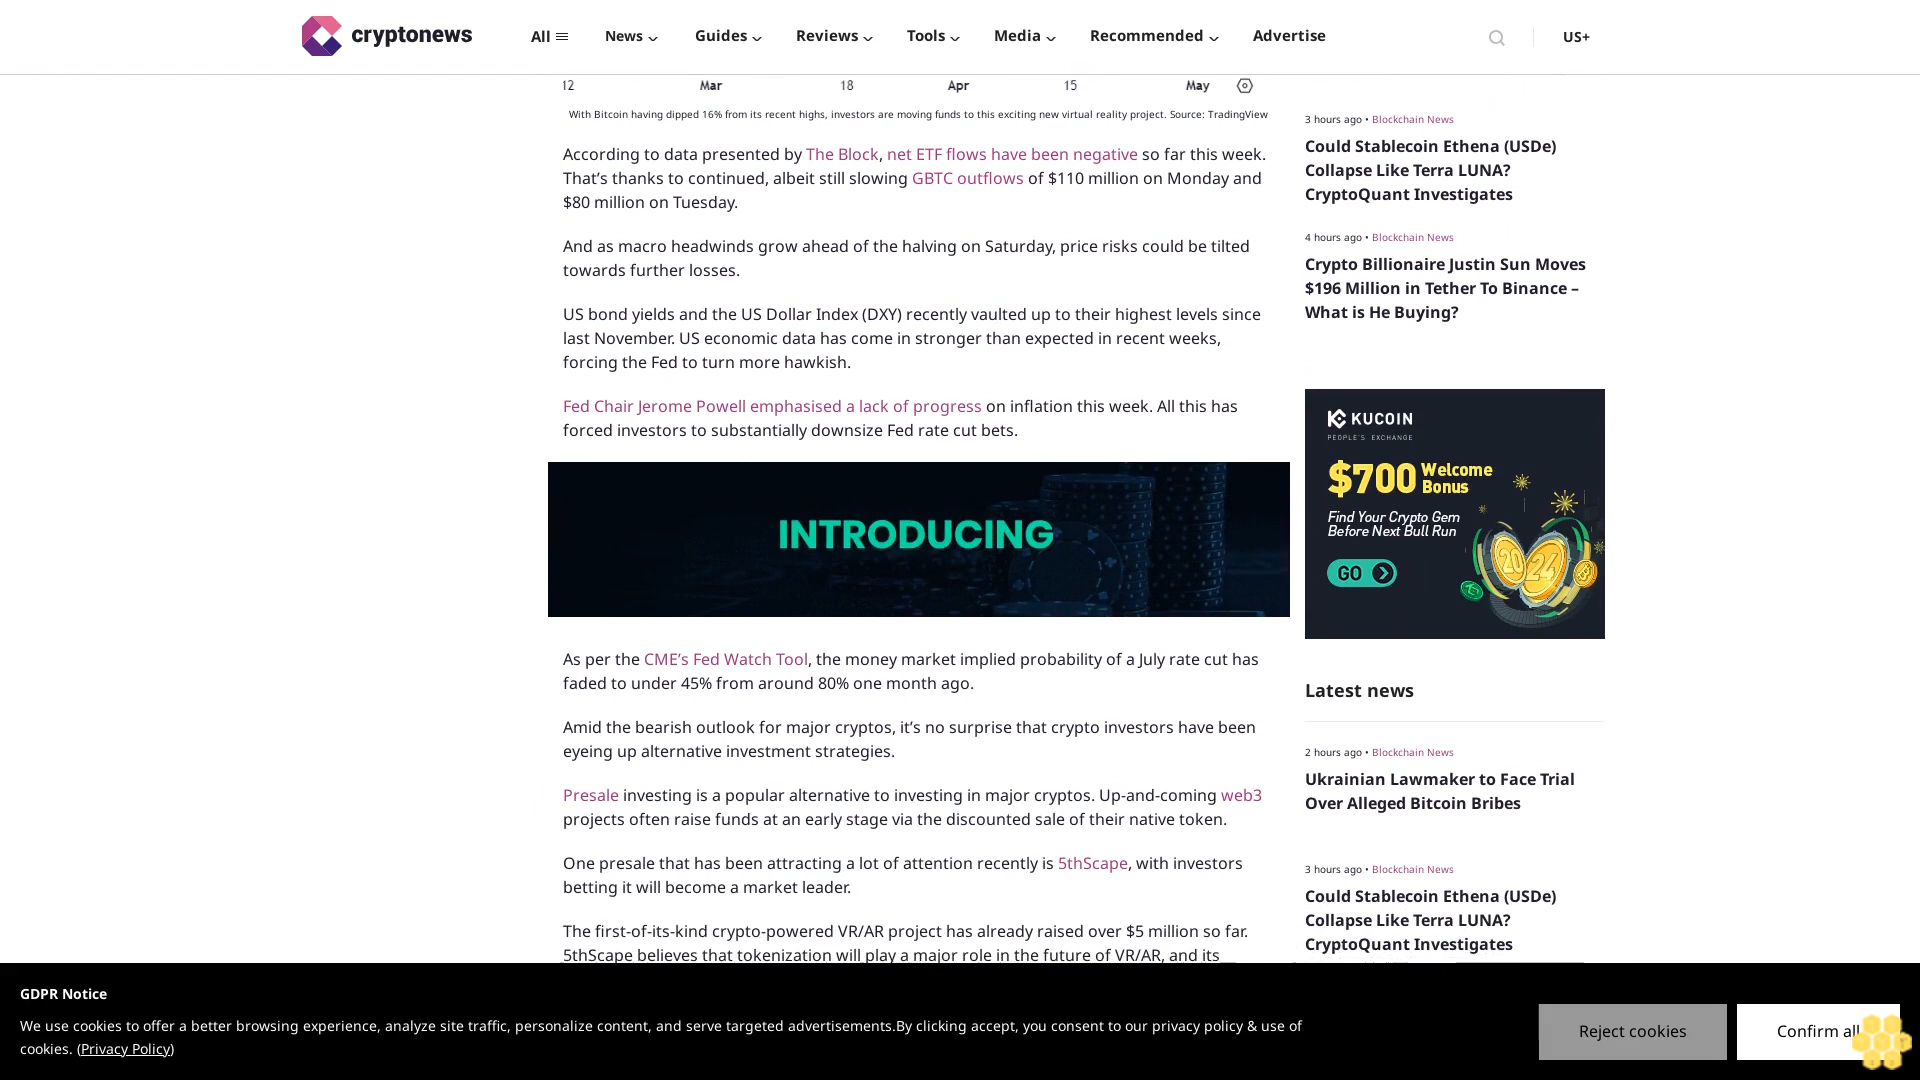 cryptonews
All
News
Guides
Reviews
Tools
Media
Recommended
Advertise
US+
12 Mar 18 Apr 15 May
With Bitcoin having dipped 16% from its recent highs, investors are moving funds to this exciting new virtual reality project. Source: TradingView
According to data presented by The Block, net ETF flows have been negative so far this week.
That’s thanks to continued, albeit still slowing GBTC outflows of $110 million on Monday and
$80 million on Tuesday.
And as macro headwinds grow ahead of the halving on Saturday, price risks could be tilted
towards further losses.
US bond yields and the US Dollar Index (DXY) recently vaulted up to their highest levels since
last November. US economic data has come in stronger than expected in recent weeks,
forcing the Fed to turn more hawkish.
Fed Chair Jerome Powell emphasised a lack of progress on inflation this week. All this has
forced investors to substantially downsize Fed rate cut bets.
INTRODUCING
As per the CME’s Fed Watch Tool, the money market implied probability of a July rate cut has
faded to under 45% from around 80% one month ago.
Amid the bearish outlook for major cryptos, it’s no surprise that crypto investors have been
eyeing up alternative investment strategies.
Presale investing is a popular alternative to investing in major cryptos. Up-and-coming web3
projects often raise funds at an early stage via the discounted sale of their native token.
One presale that has been attracting a lot of attention recently is 5thScape, with investors
betting it will become a market leader.
The first-of-its-kind crypto-powered VR/AR project has already raised over $5 million so far.
5thScape believes that tokenization will play a major role in the future of VR/AR, and its
3 hours ago • Blockchain News
Could Stablecoin Ethena (USDe)
Collapse Like Terra LUNA?
CryptoQuant Investigates
4 hours ago • Blockchain News
Crypto Billionaire Justin Sun Moves
$196 Million in Tether To Binance –
What is He Buying?
KUCOIN
PEOPLE'S EXCHANGE
$700 Welcome
Bonus
Find Your Crypto Gem
Before Next Bull Run
GO
20 24
Latest news
2 hours ago • Blockchain News
Ukrainian Lawmaker to Face Trial
Over Alleged Bitcoin Bribes
3 hours ago • Blockchain News
Could Stablecoin Ethena (USDe)
Collapse Like Terra LUNA?
CryptoQuant Investigates
GDPR Notice
We use cookies to offer a better browsing experience, analyze site traffic, personalize content, and serve targeted advertisements.By clicking accept, you consent to our privacy policy & use of
cookies. (Privacy Policy)
Reject cookies
Confirm all